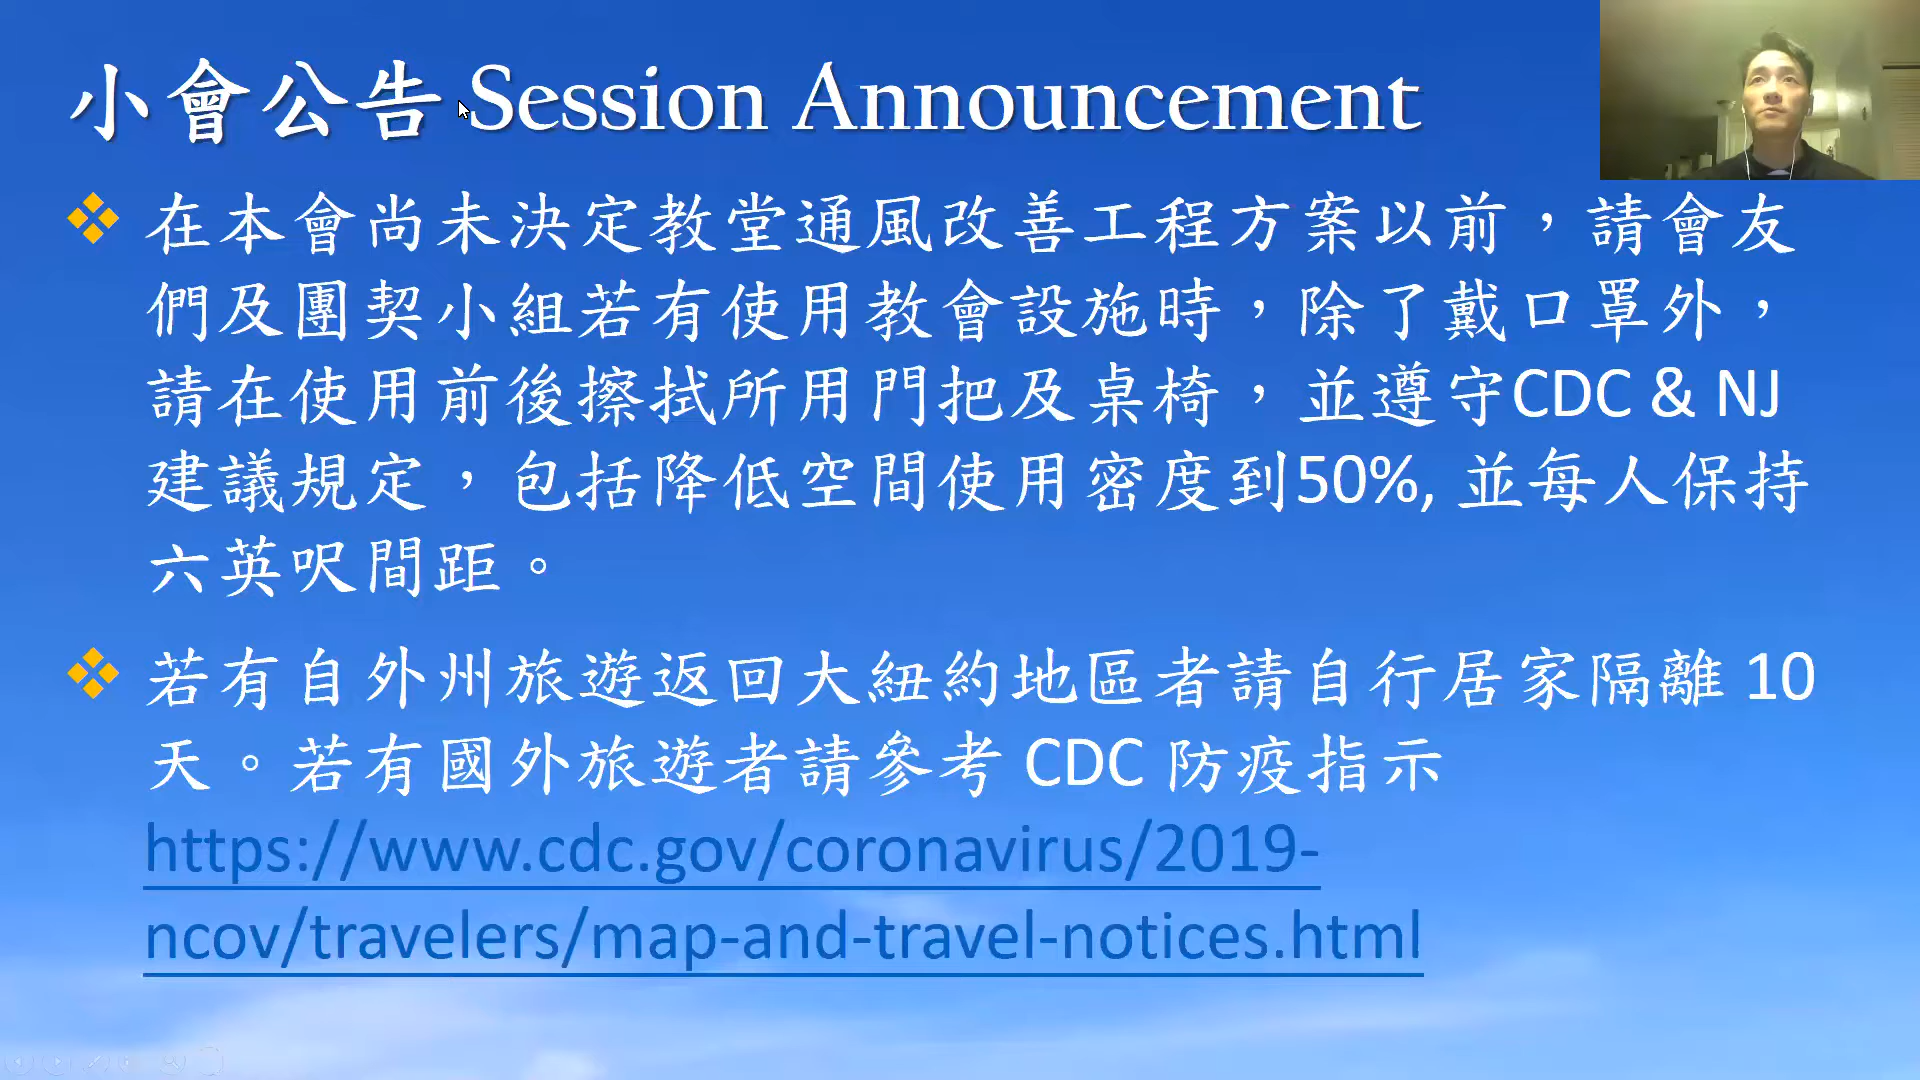 小會公告 Session Announcement
在本會尚未決定教堂通風改善工程方案以前，請會友
們及團契小組若有使用教會設施時，除了戴口罩外，
請在使用前後擦拭所用門把及桌椅，並遵守CDC & NJ
建議規定，包括降低空間使用密度到50%, 並每人保持
六英呎間距。
若有自外州旅遊返回大紐約地區者請自行居家隔離 10
天。若有國外旅遊者請參考 CDC 防疫指示
https://www.cdc.gov/coronavirus/2019-
ncov/travelers/map-and-travel-notices.html